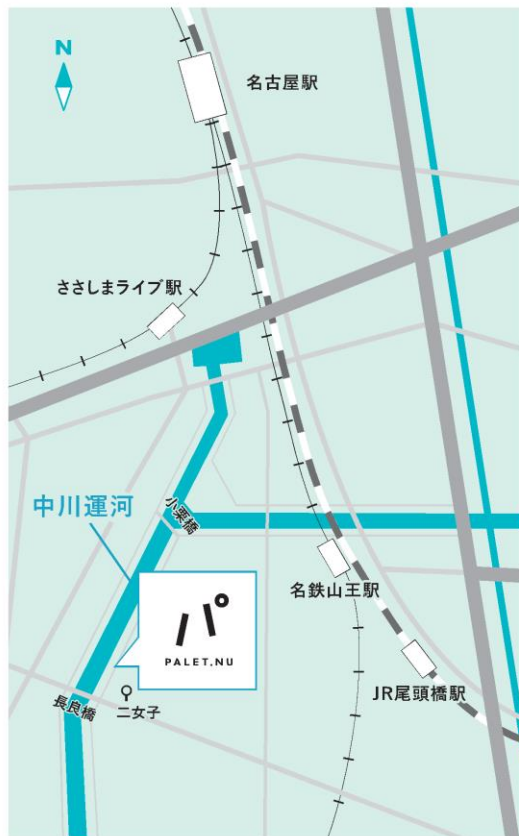 N
名古屋駅
ささしまライブ駅
小栗橋
中川運河
名鉄山王駅
パ
PALET.NU
JR尾頭橋駅
長良橋
二女子